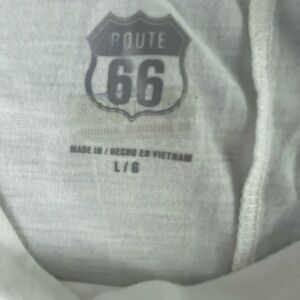 ROUTE
66
MADE IN / HECHO EN VIETNAM
L/G